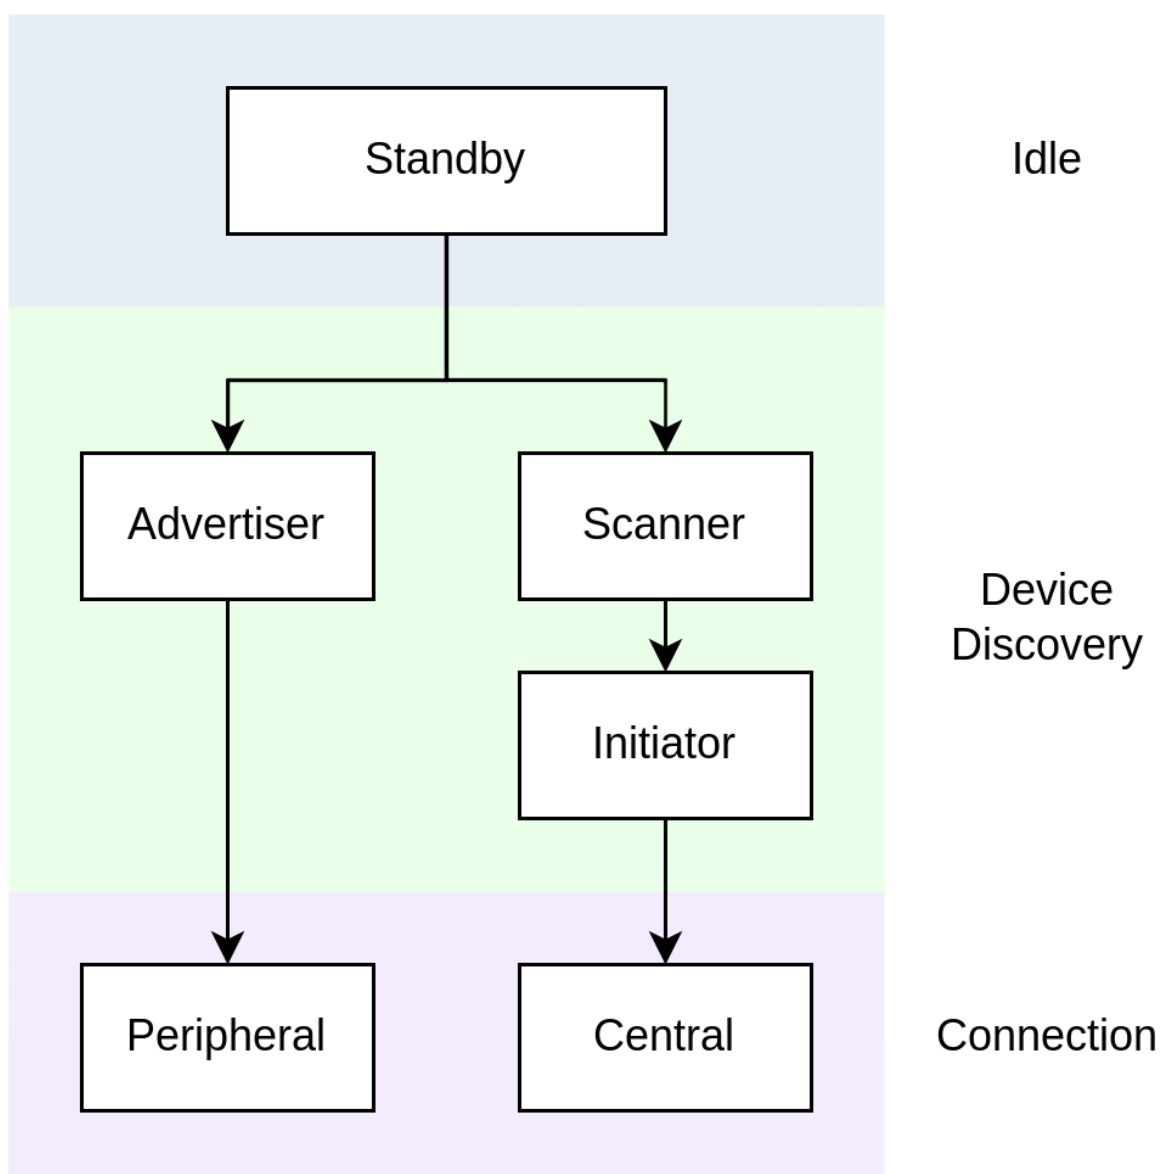 Standby
Idle
Advertiser
Scanner
Device
Discovery
Initiator
Peripheral
Central
Connection